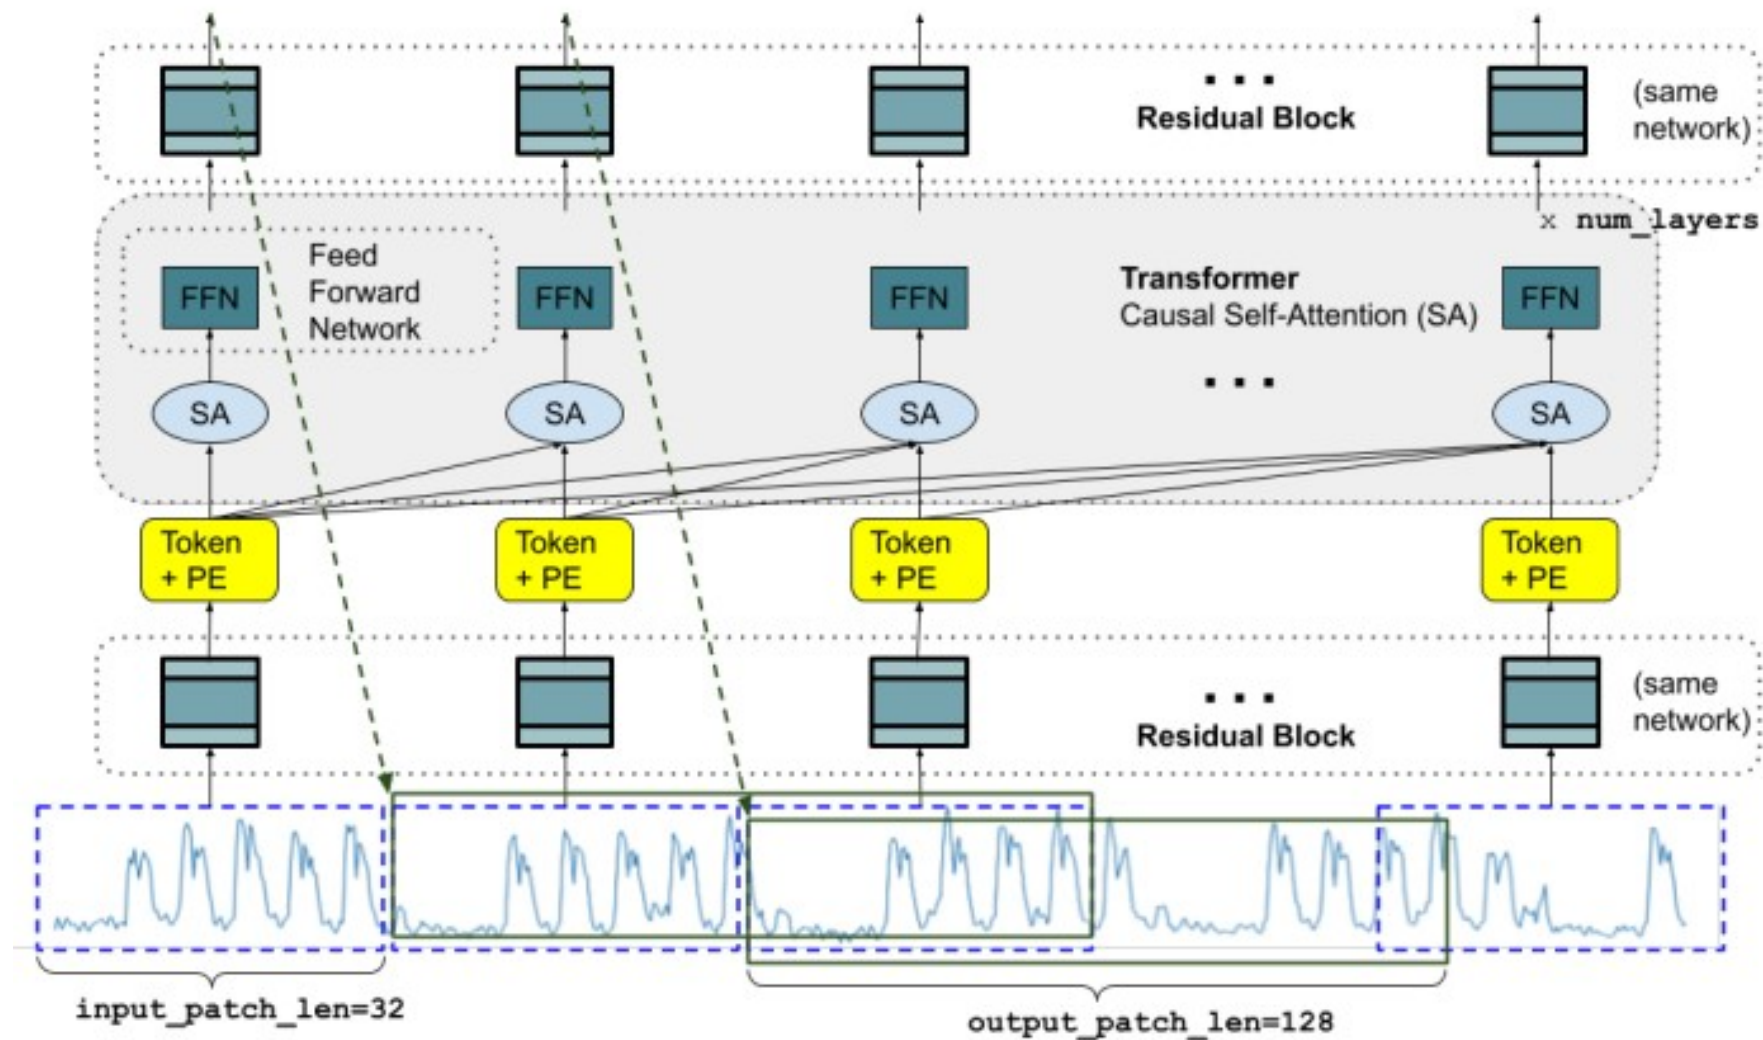 (same
network)
Residual Block
x num_layers
Feed
Forward
Network
FFN
FFN
FFN
Transformer
Causal Self-Attention (SA)
FFN
SA
SA
SA
SA
Token
+ PE
Token
+ PE
Token
+ PE
Token
+ PE
(same
network)
Residual Block
input_patch_len=32
output_patch_len=128